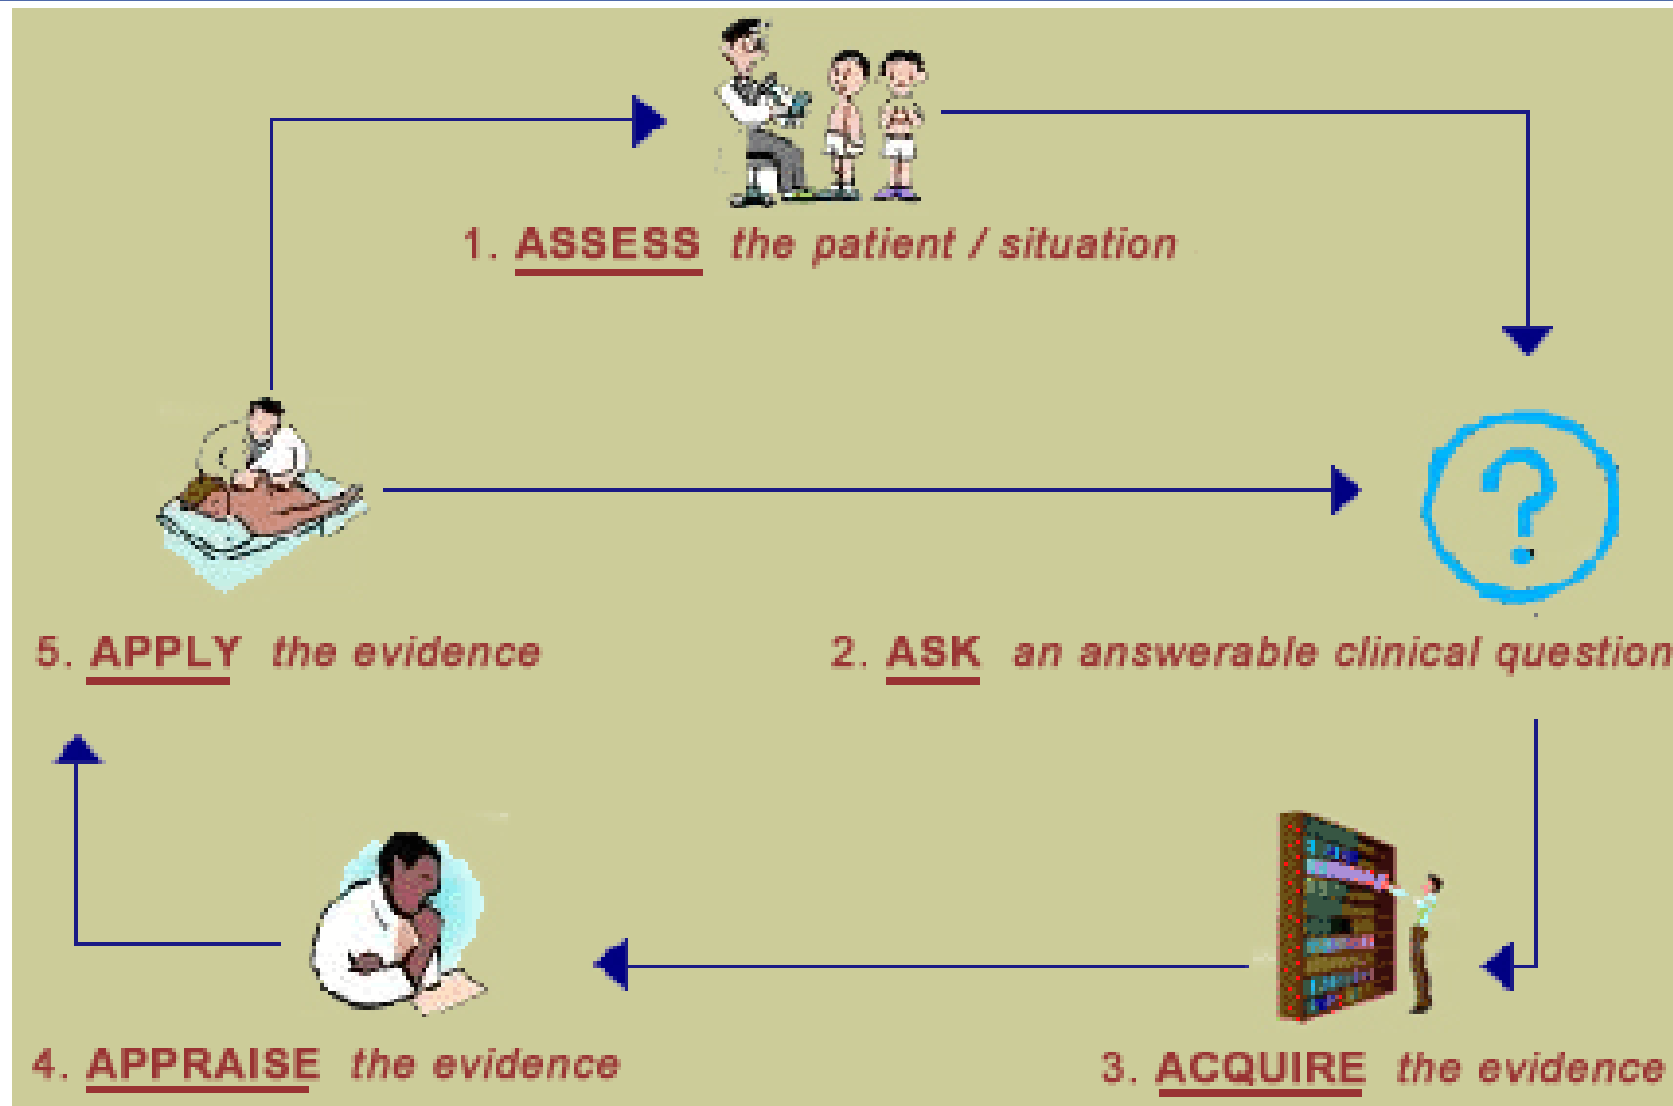 1. ASSESS the patient / situation
5. APPLY the evidence
2. ASK an answerable clinical question
4. APPRAISE the evidence
3. ACQUIRE the evidence